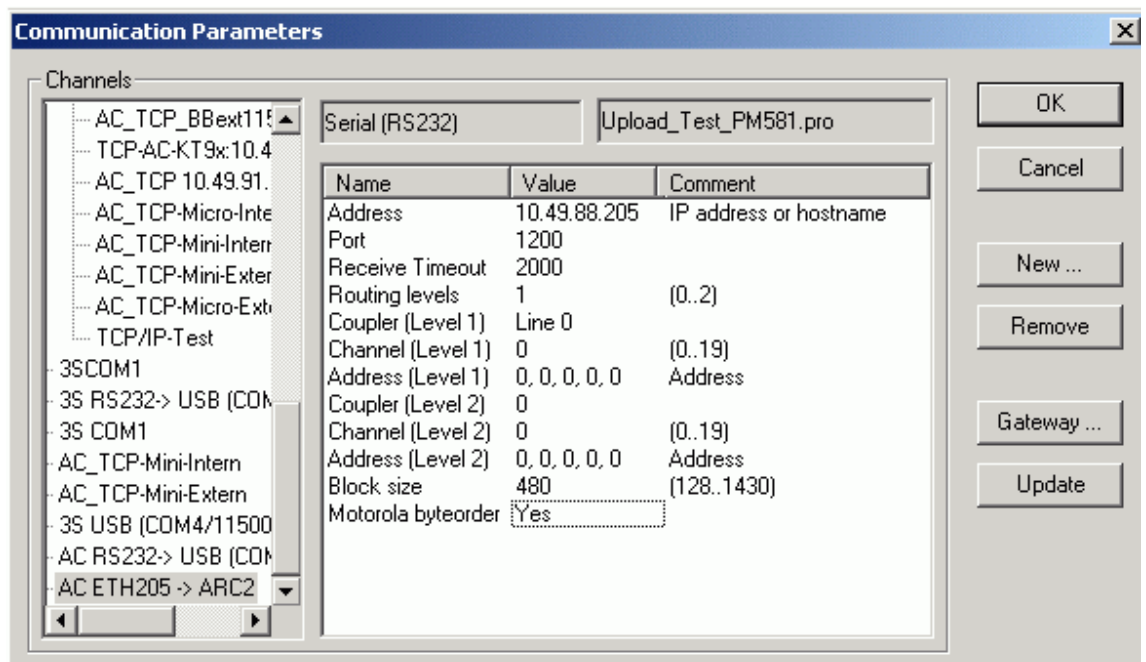 Communication Parameters
Channels
AC_TCP_BBext115
TCP-AC-KT9x:10.4
AC_TCP 10.49.91.
AC_TCP-Micro-Inte
AC_TCP-Mini-Intern
AC_TCP-Mini-Exter
AC_TCP-Micro-Exte
TCP/IP-Test
3SCOM1
3S RS232-> USB (COM
3S COM1
AC_TCP-Mini-Intern
AC_TCP-Mini-Extern
3S USB (COM4/11500
AC RS232-> USB (COM
AC ETH205 -> ARC2
Serial (RS232) Upload_Test_PM581.pro
Name Value Comment
Address 10.49.88.205 IP address or hostname
Port 1200
Receive Timeout 2000
Routing levels 1 (0..2)
Coupler (Level 1) Line 0
Channel (Level 1) 0 (0..19)
Address (Level 1) 0, 0, 0, 0, 0 Address
Coupler (Level 2) 0
Channel (Level 2) 0 (0..19)
Address (Level 2) 0, 0, 0, 0, 0 Address
Block size 480 (128..1430)
Motorola byteorder Yes
OK
Cancel
New ...
Remove
Gateway ...
Update